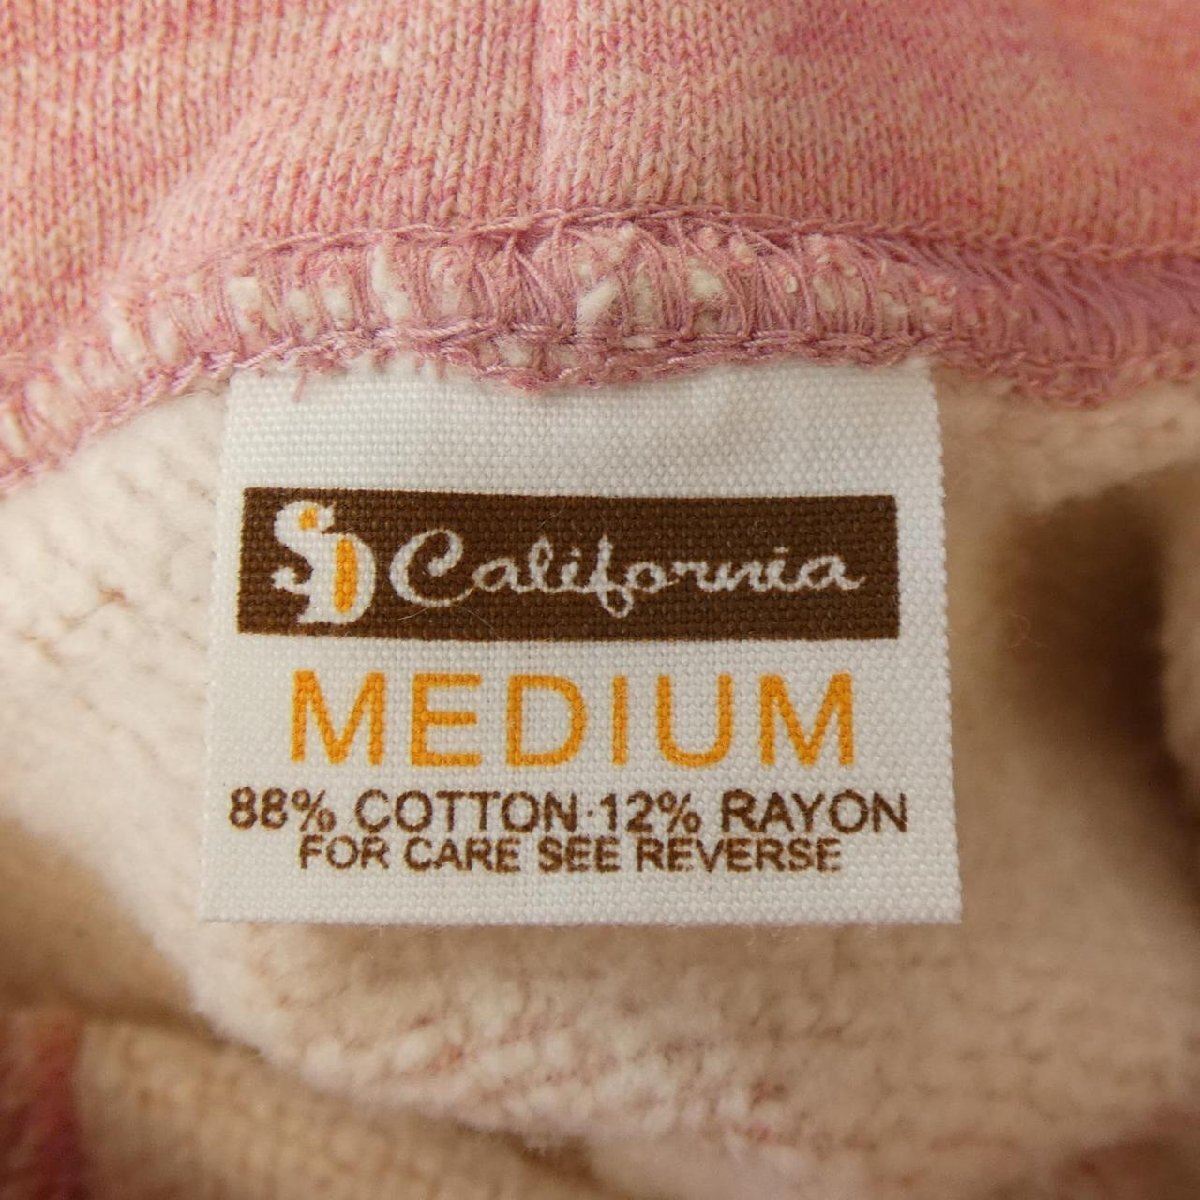 SD California
MEDIUM
88% COTTON·12% RAYON
FOR CARE SEE REVERSE